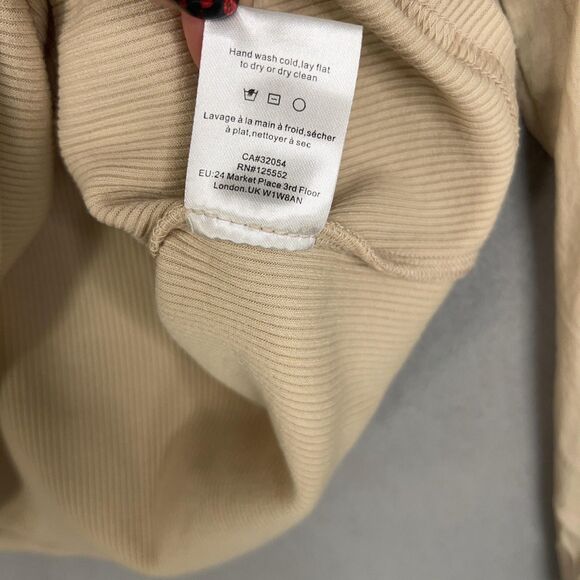 Hand wash cold,lay flat
to dry or dry clean
Lavage à la main à froid,sécher
à plat,nettoyer à sec
CA#32054
RN#125552
EU:24 Market Place 3rd Floor
London.UK W1W8AN